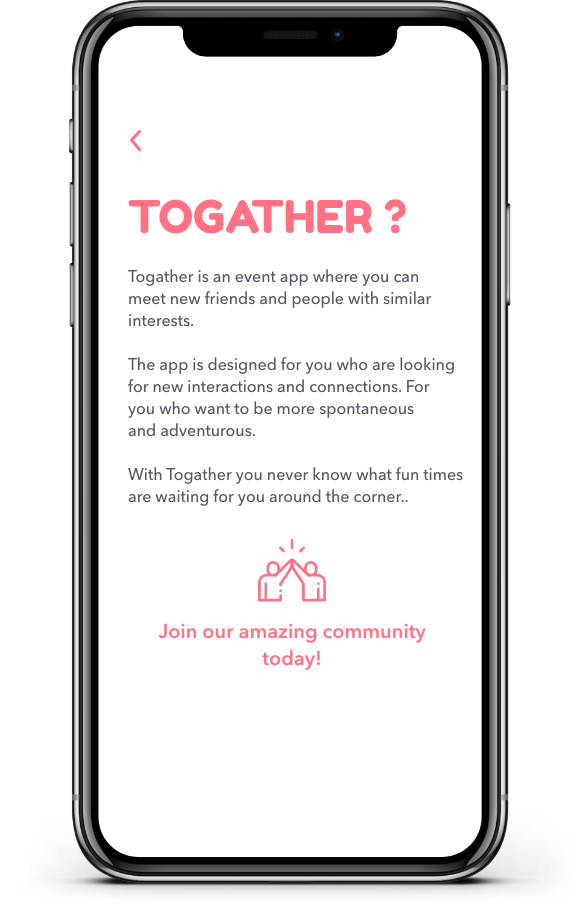 TOGATHER ?
Togather is an event app where you can
meet new friends and people with similar
interests.
The app is designed for you who are looking
for new interactions and connections. For
you who want to be more spontaneous
and adventurous.
With Togather you never know what fun times
are waiting for you around the corner..
Join our amazing community
today!